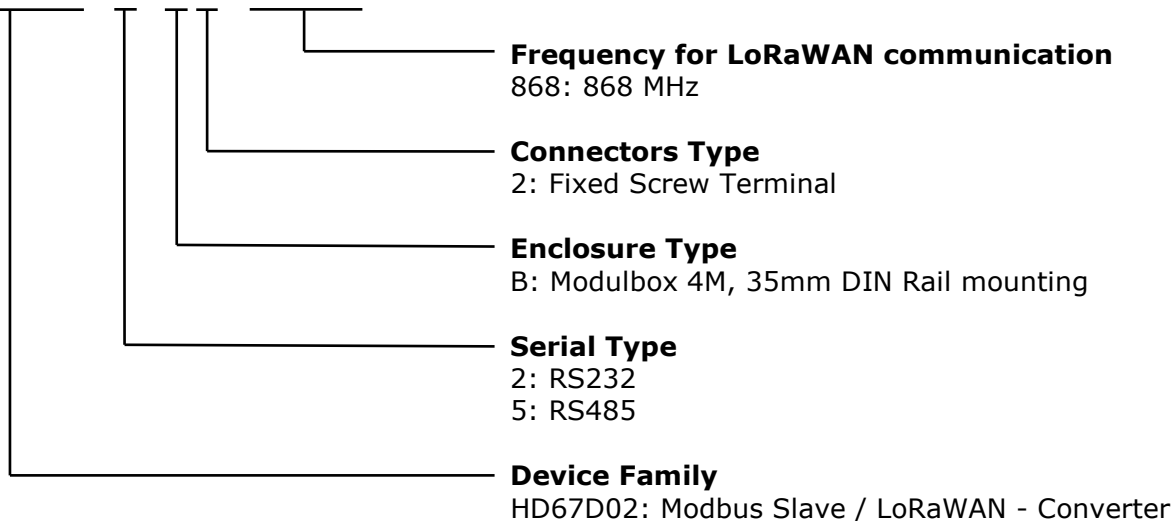 Frequency for LoRaWAN communication
868: 868 MHz
Connectors Type
2: Fixed Screw Terminal
Enclosure Type
B: Modulbox 4M, 35mm DIN Rail mounting
Serial Type
2: RS232
5: RS485
Device Family
HD67D02: Modbus Slave / LoRaWAN - Converter